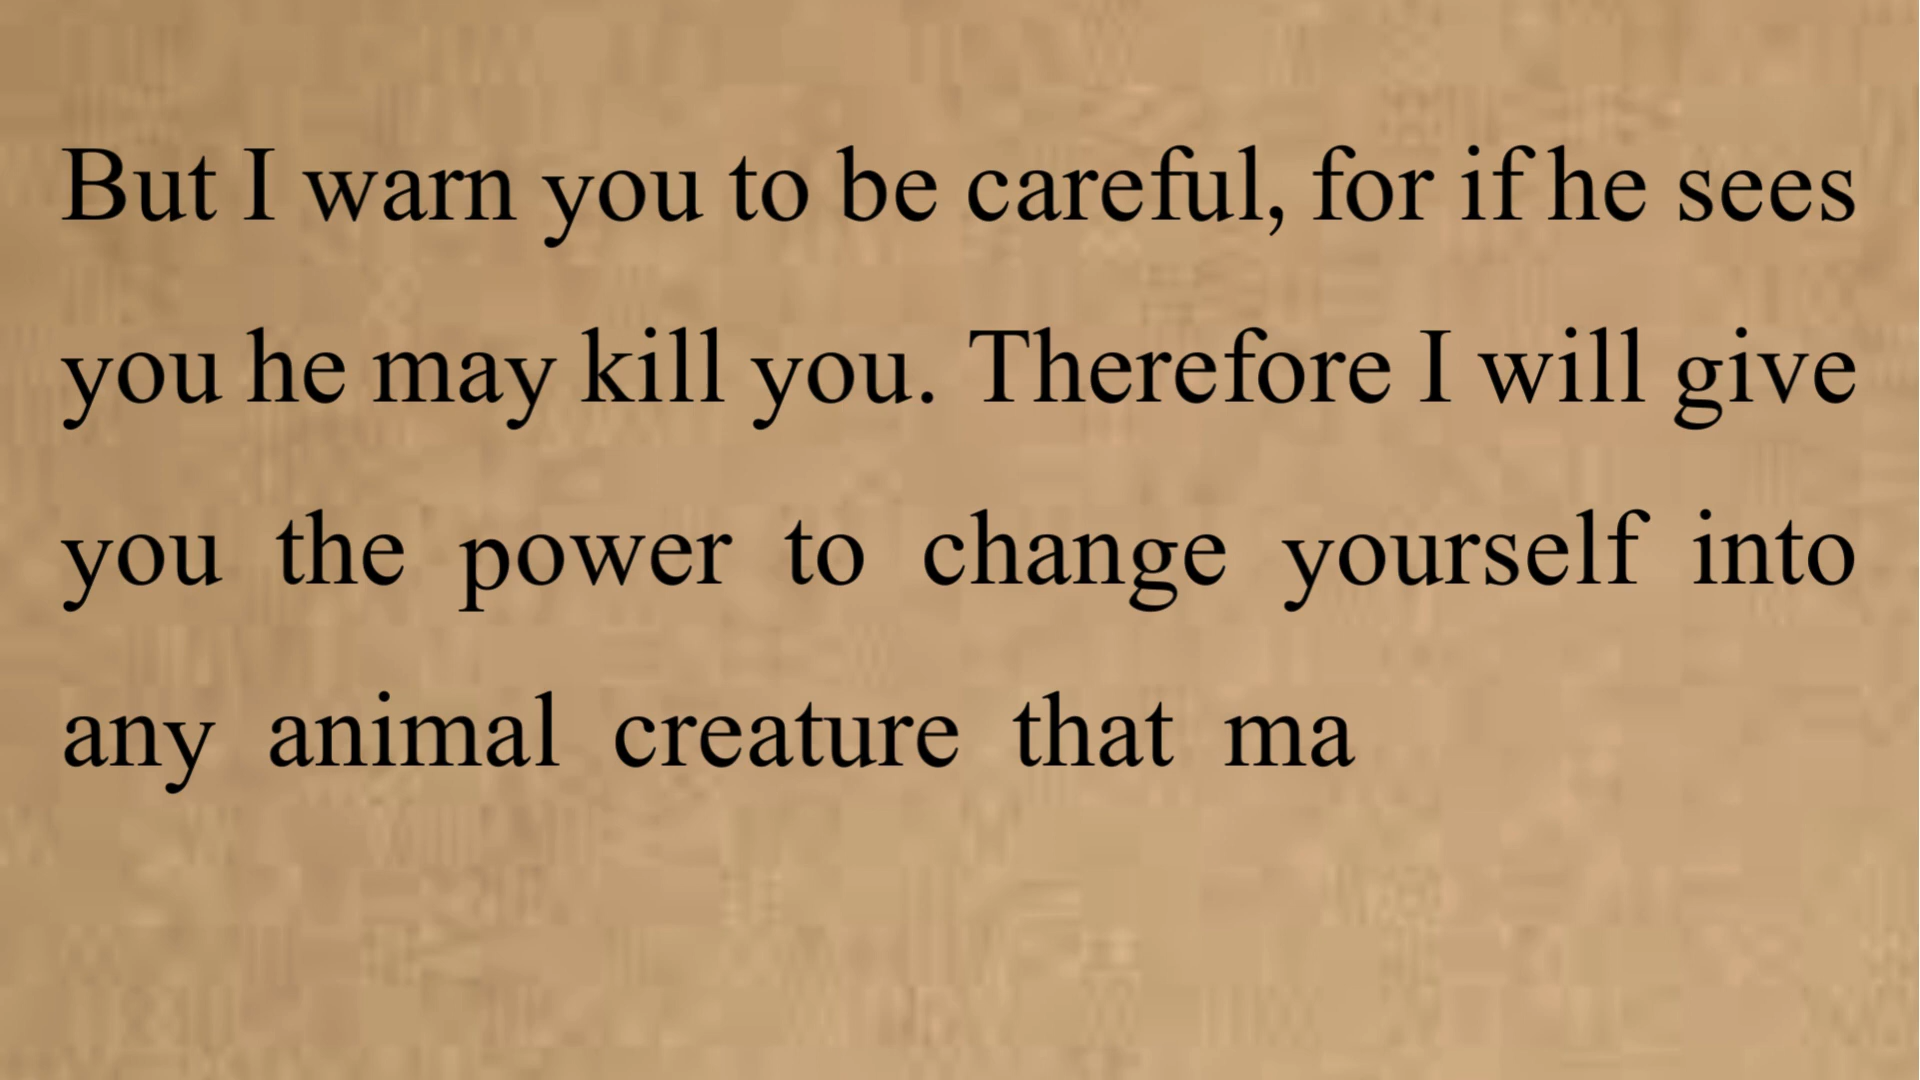 But I warn you to be careful, for if he sees
you he may kill you. Therefore I will give
you the power to change yourself into
any animal creature that ma